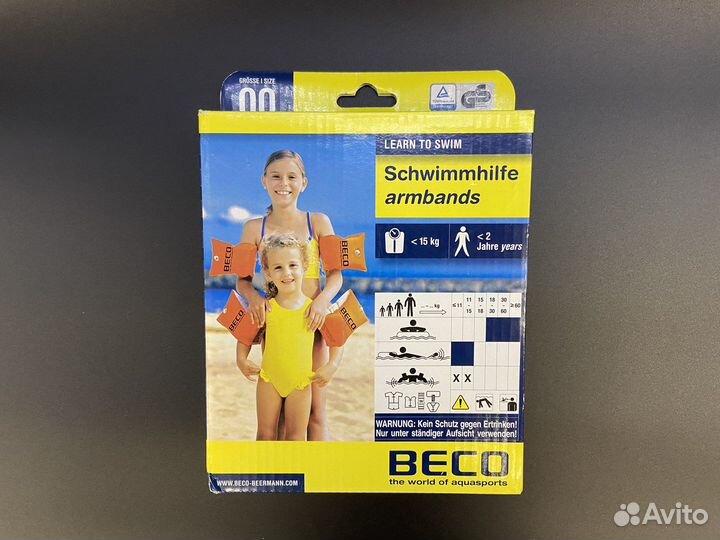 GRÖSSE | SIZE
00
LEARN TO SWIM
Schwimmhilfe
armbands
< 15 kg
< 2
Jahre years
... – ... kg
≤ 11
11 - 15
15 - 18
18 - 30
30 - 60
≥ 60
X X
BECO
BECO
BECO
BECO
WARNUNG: Kein Schutz gegen Ertrinken!
Nur unter ständiger Aufsicht verwenden!
BECO
the world of aquasports
WWW.BECO-BEERMANN.COM
Avito